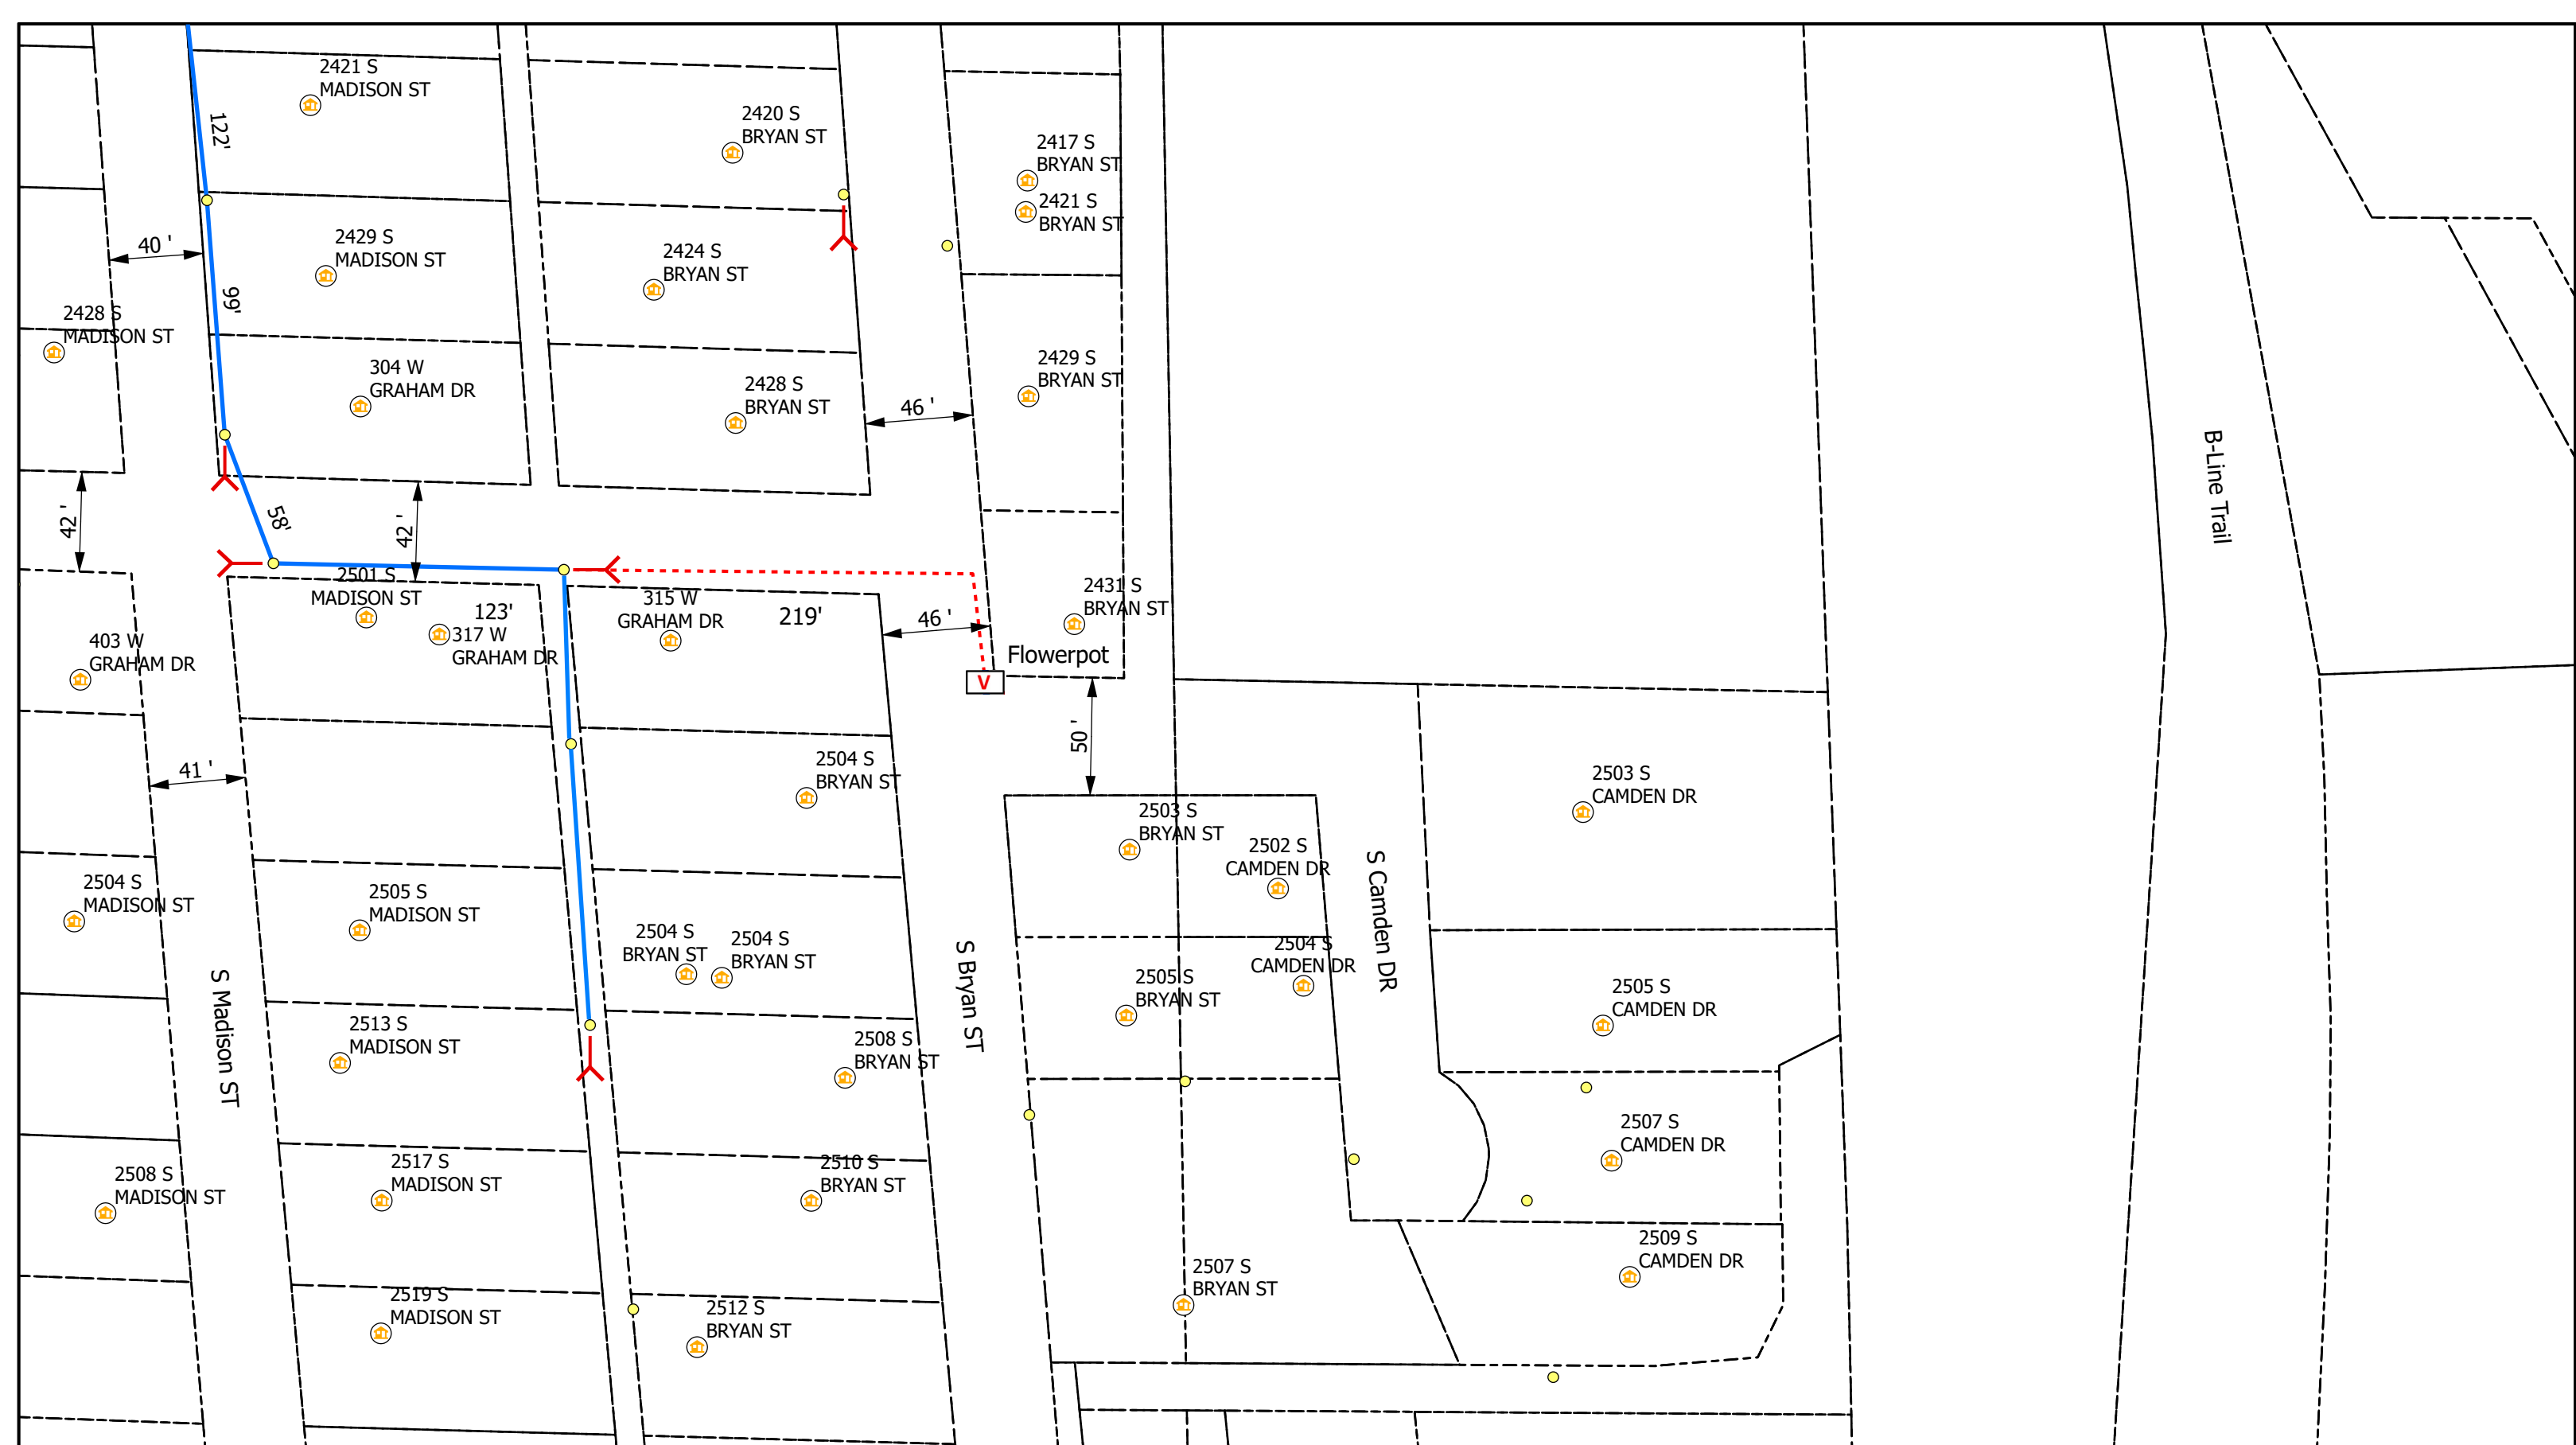 2421 S
MADISON ST
122'
2420 S
BRYAN ST
2417 S
BRYAN ST
2421 S
BRYAN ST
40 '
2429 S
MADISON ST
2424 S
BRYAN ST
99'
2428 S
MADISON ST
304 W
GRAHAM DR
2428 S
BRYAN ST
46 '
2429 S
BRYAN ST
B-Line Trail
42 '
58'
42 '
2501 S
MADISON ST
123'
317 W
GRAHAM DR
315 W
GRAHAM DR
219'
46 '
2431 S
BRYAN ST
Flowerpot
V
403 W
GRAHAM DR
50 '
41 '
2504 S
BRYAN ST
2503 S
CAMDEN DR
2503 S
BRYAN ST
2502 S
CAMDEN DR
S Camden DR
2504 S
MADISON ST
2505 S
MADISON ST
2504 S
BRYAN ST
2504 S
BRYAN ST
S Bryan ST
2504 S
CAMDEN DR
2505 S
BRYAN ST
2505 S
CAMDEN DR
S Madison ST
2513 S
MADISON ST
2508 S
BRYAN ST
2507 S
CAMDEN DR
2508 S
MADISON ST
2517 S
MADISON ST
2510 S
BRYAN ST
2509 S
CAMDEN DR
2507 S
BRYAN ST
2519 S
MADISON ST
2512 S
BRYAN ST